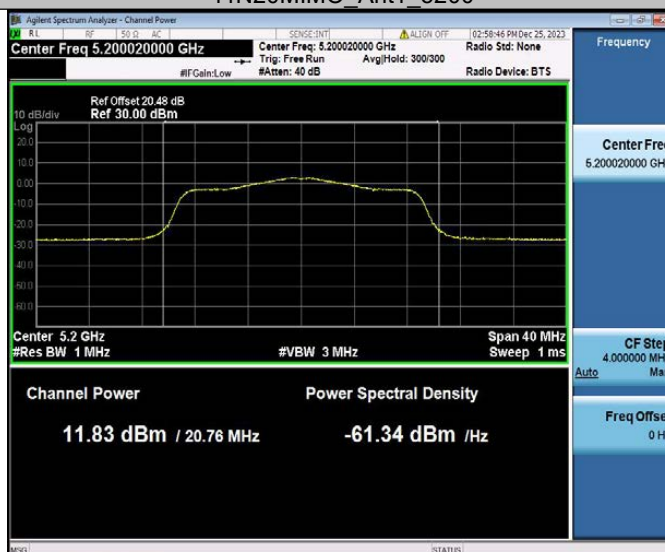 11N20MIMO_Ant1_5200
Agilent Spectrum Analyzer - Channel Power
RL RF 50 Ω AC SENSE:INT ALIGN OFF 02:58:46 PM Dec 25, 2023
Center Freq 5.200020000 GHz
Center Freq: 5.200020000 GHz
Radio Std: None
Trig: Free Run Avg|Hold: 300/300
#IFGain:Low #Atten: 40 dB
Radio Device: BTS
Frequency
Ref Offset 20.48 dB
10 dB/div Ref 30.00 dBm
Log
20.0
10.0
0.00
-10.0
-20.0
-30.0
-40.0
-50.0
-60.0
Center Fre
5.200020000 GH
Center 5.2 GHz Span 40 MHz
#Res BW 1 MHz #VBW 3 MHz Sweep 1 ms
CF Step
4.000000 MH
Auto Ma
Channel Power Power Spectral Density
11.83 dBm / 20.76 MHz -61.34 dBm /Hz
Freq Offse
0 H
MSG STATUS